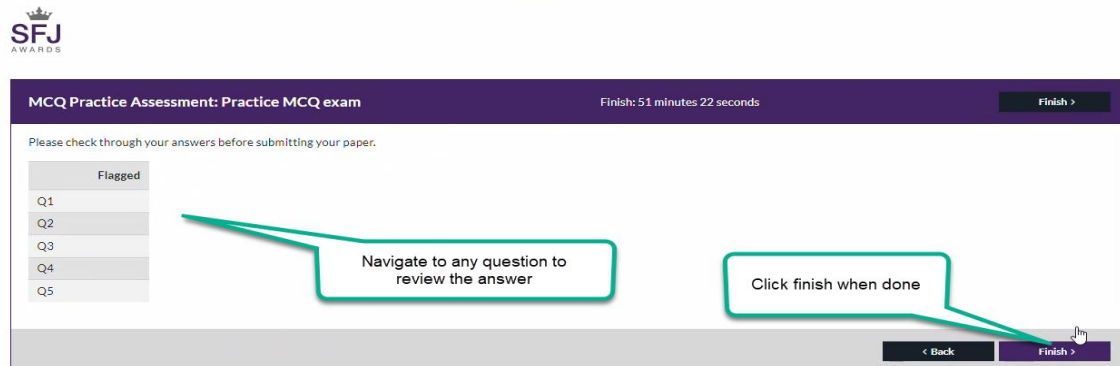 SFJ
AWARDS
MCQ Practice Assessment: Practice MCQ exam
Finish: 51 minutes 22 seconds
Finish >
Please check through your answers before submitting your paper.
Flagged
Q1
Q2
Q3
Q4
Q5
Navigate to any question to
review the answer
Click finish when done
< Back
Finish >